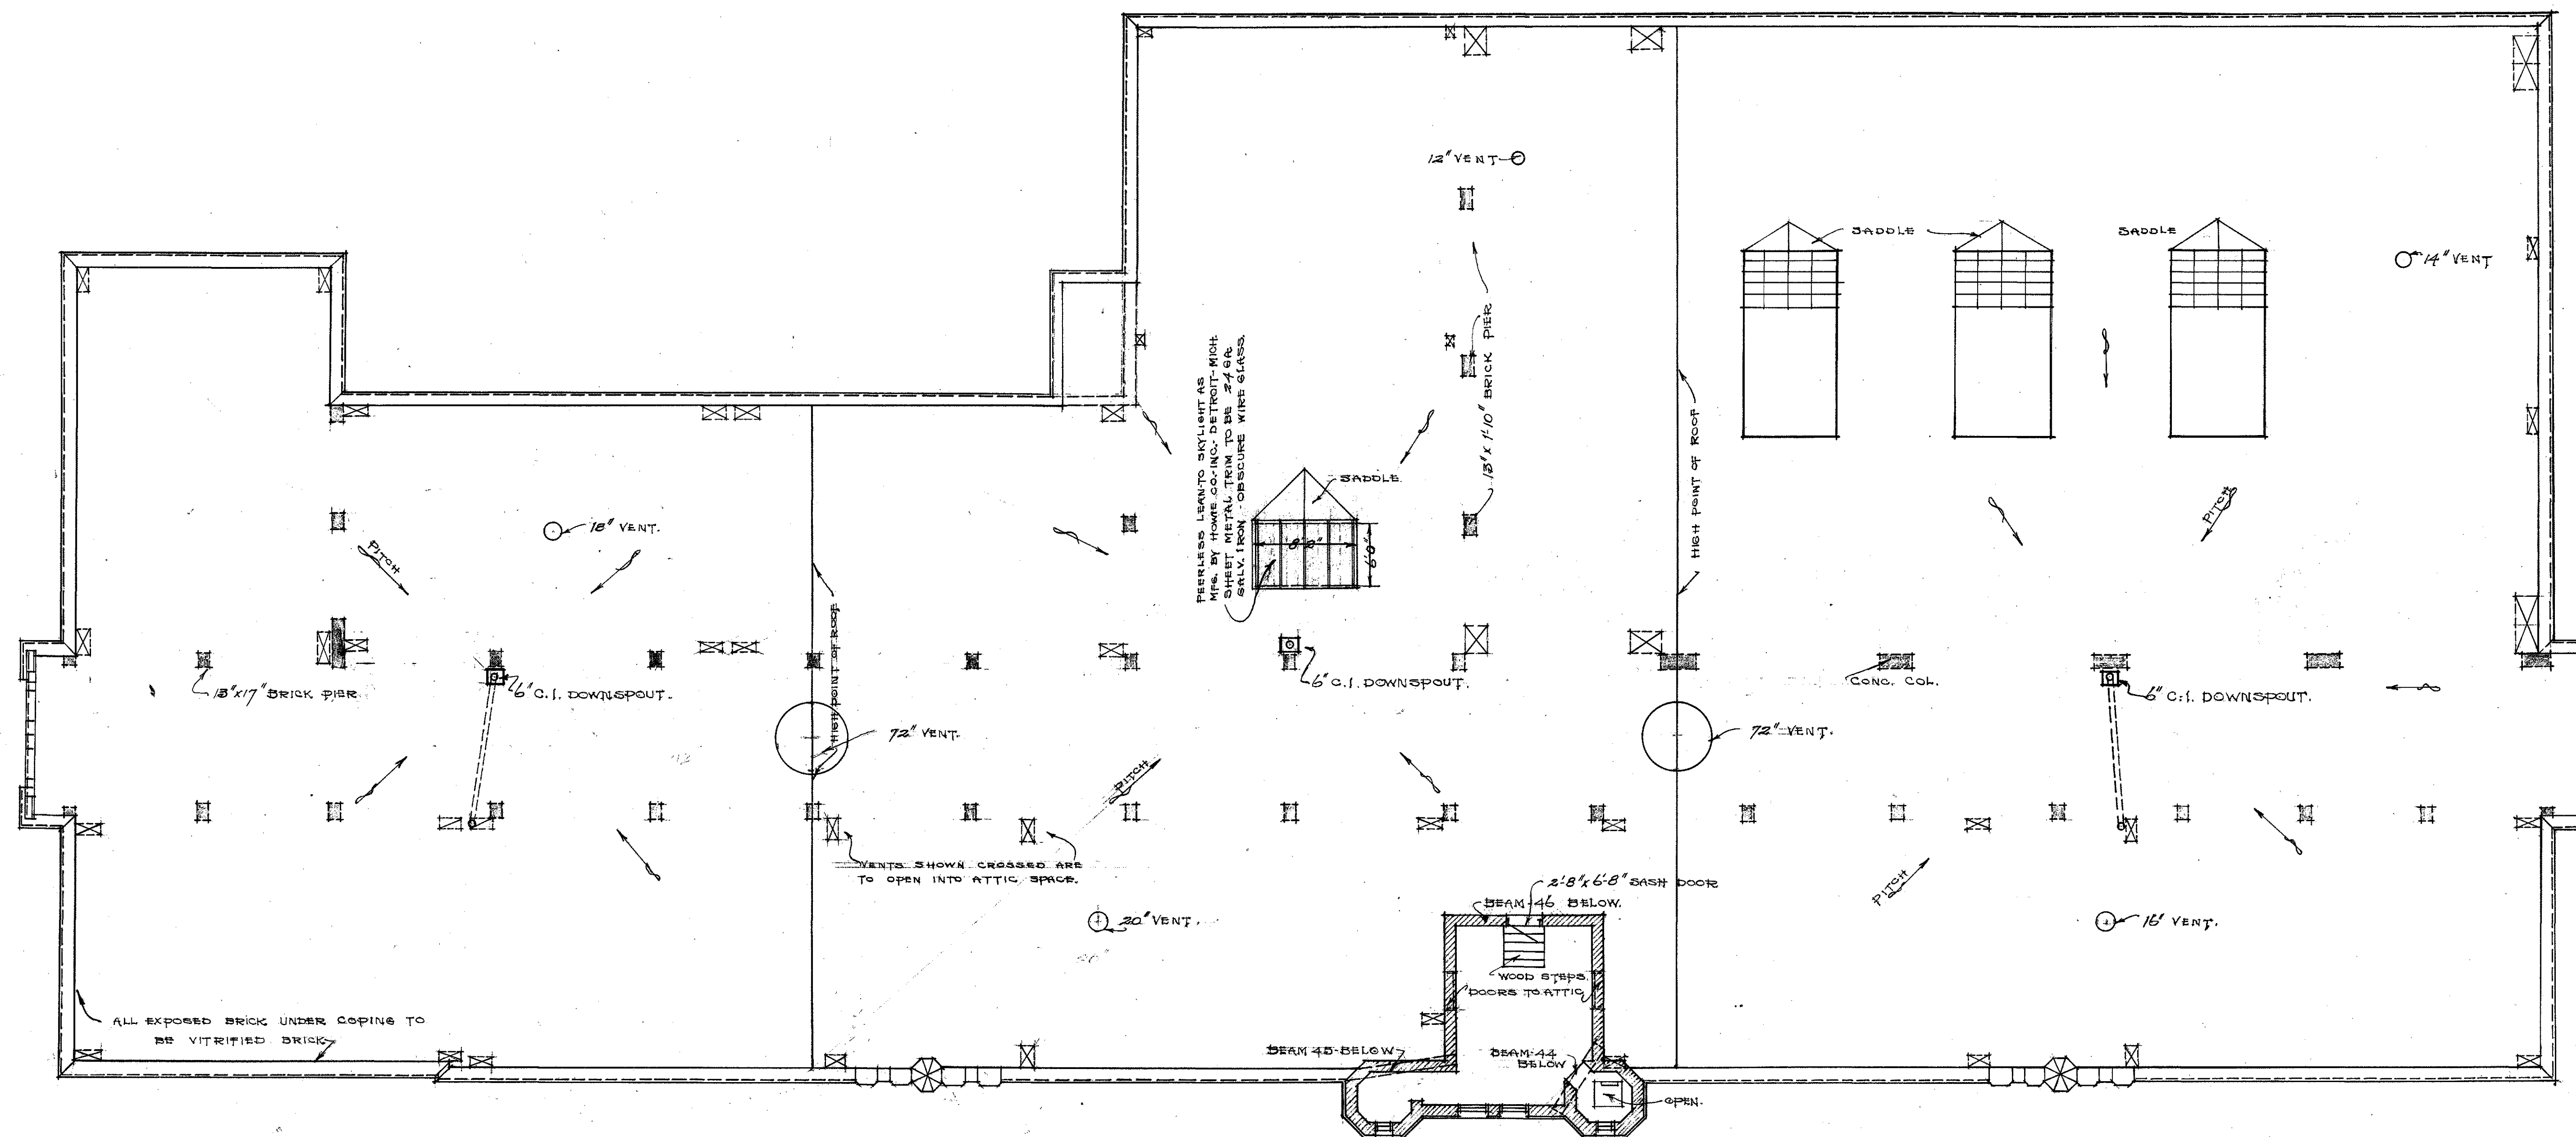 12" VENT
SADDLE
SADDLE
14" VENT
PEERLESS LEAN-TO SKYLIGHT AS
MFG. BY HOWIE CO.-INC.- DETROIT-MICH.
SHEET METAL TRIM TO BE 24 GA.
GALV. IRON - OBSCURE WIRE GLASS.
13" X 1'-10" BRICK PIER
HIGH POINT OF ROOF
SADDLE
8'-2"
6'-0"
PITCH
18" VENT.
PITCH
HIGH POINT OF ROOF
13"X17" BRICK PIER
6" C.I. DOWNSPOUT.
6" C.I. DOWNSPOUT.
CONC. COL.
6" C.I. DOWNSPOUT.
72" VENT.
72" VENT.
PITCH
VENTS SHOWN CROSSED ARE
TO OPEN INTO ATTIC SPACE.
2'-8"X6'-8" SASH DOOR
BEAM-46 BELOW.
PITCH
20" VENT.
16" VENT.
WOOD STEPS.
DOORS TO ATTIC
ALL EXPOSED BRICK UNDER COPING TO
BE VITRIFIED BRICK
BEAM 45-BELOW
BEAM-44
BELOW
OPEN.